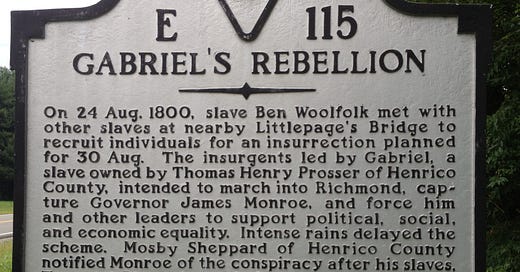 E 115
GABRIEL'S REBELLION
On 24 Aug. 1800, slave Ben Woolfolk met with
other slaves at nearby Littlepage's Bridge to
recruit individuals for an insurrection planned
for 30 Aug. The insurgents led by Gabriel, a
slave owned by Thomas Henry Prosser of Henrico
County, intended to march into Richmond, cap-
ture Governor James Monroe, and force him
and other leaders to support political, social,
and economic equality. Intense rains delayed the
scheme. Mosby Sheppard of Henrico County
notified Monroe of the conspiracy after his slaves,